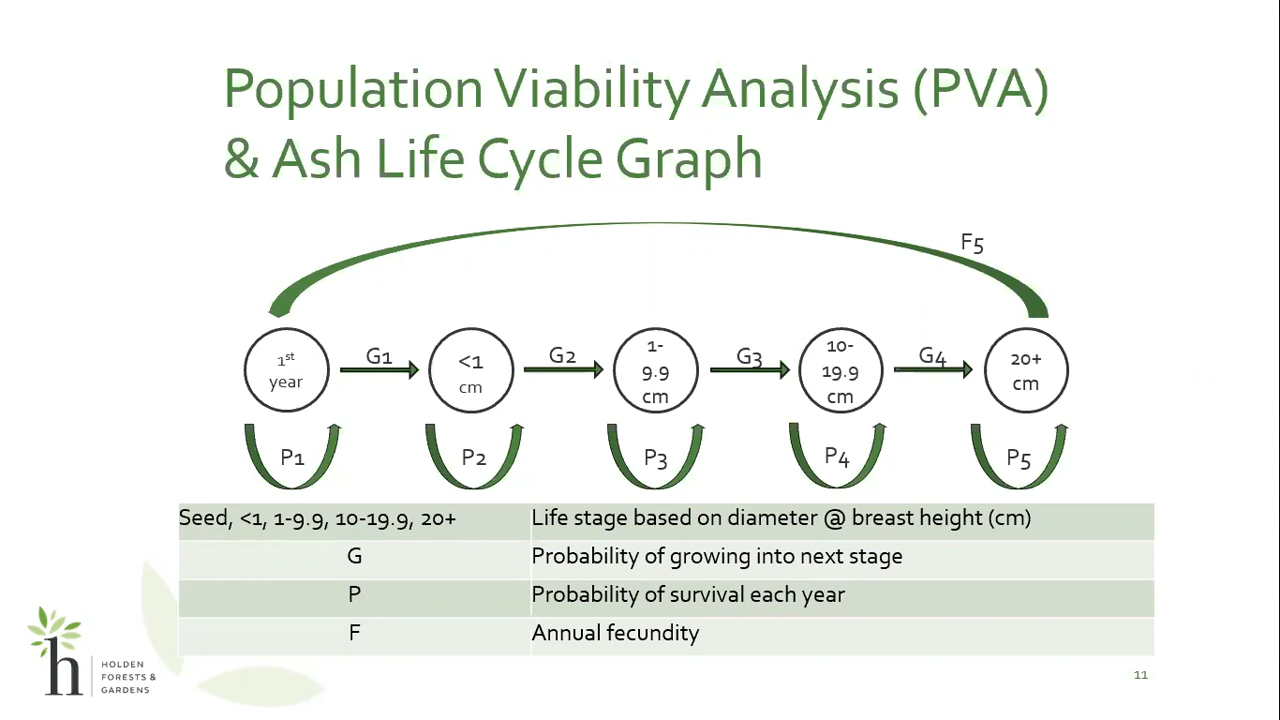 Population Viability Analysis (PVA)
& Ash Life Cycle Graph
F5
1st
year
G1
<1
cm
G2
1-
9.9
cm
G3
10-
19.9
cm
G4
20+
cm
P1
P2
P3
P4
P5
Seed, <1, 1-9.9, 10-19.9, 20+ Life stage based on diameter @ breast height (cm)
G Probability of growing into next stage
P Probability of survival each year
F Annual fecundity
h
HOLDEN
FORESTS &
GARDENS
11